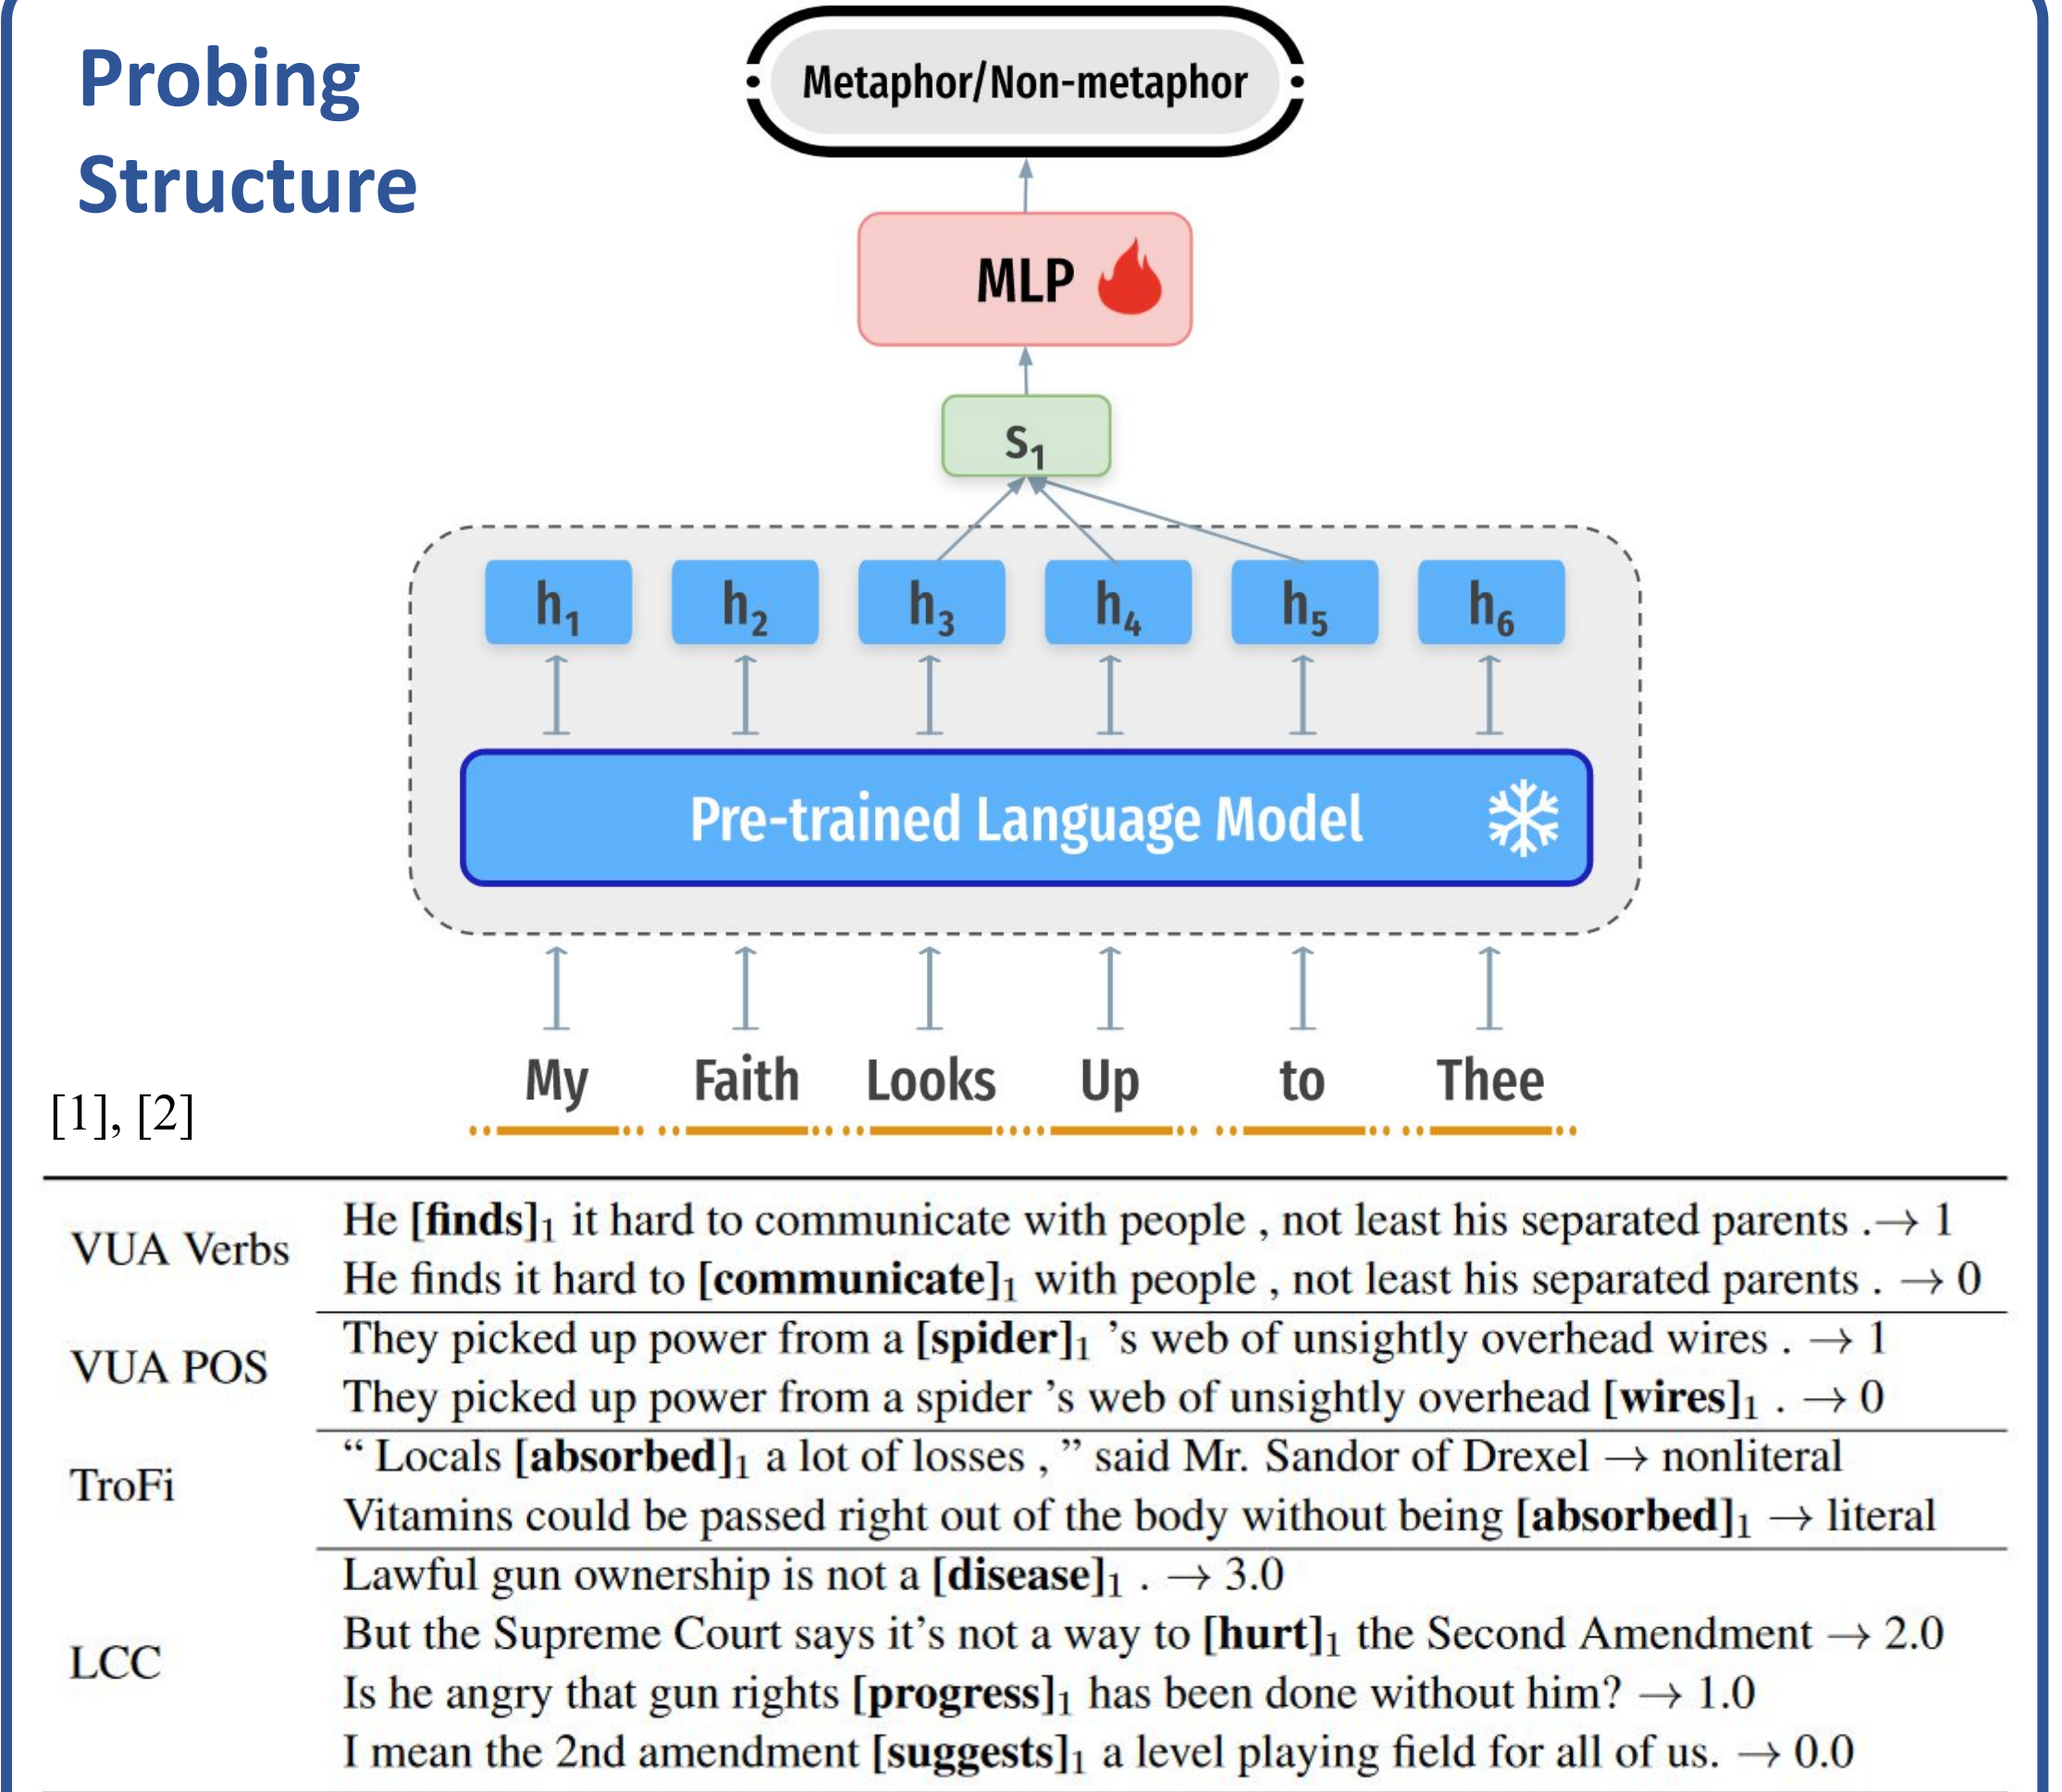 Probing
Structure
Metaphor/Non-metaphor
MLP
s₁
h₁ h₂ h₃ h₄ h₅ h₆
Pre-trained Language Model
My Faith Looks Up to Thee
[1], [2]
VUA Verbs
He [finds]₁ it hard to communicate with people , not least his separated parents .→ 1
He finds it hard to [communicate]₁ with people , not least his separated parents . → 0
VUA POS
They picked up power from a [spider]₁ ’s web of unsightly overhead wires . → 1
They picked up power from a spider ’s web of unsightly overhead [wires]₁ . → 0
TroFi
“ Locals [absorbed]₁ a lot of losses , ” said Mr. Sandor of Drexel → nonliteral
Vitamins could be passed right out of the body without being [absorbed]₁ → literal
LCC
Lawful gun ownership is not a [disease]₁ . → 3.0
But the Supreme Court says it’s not a way to [hurt]₁ the Second Amendment → 2.0
Is he angry that gun rights [progress]₁ has been done without him? → 1.0
I mean the 2nd amendment [suggests]₁ a level playing field for all of us. → 0.0